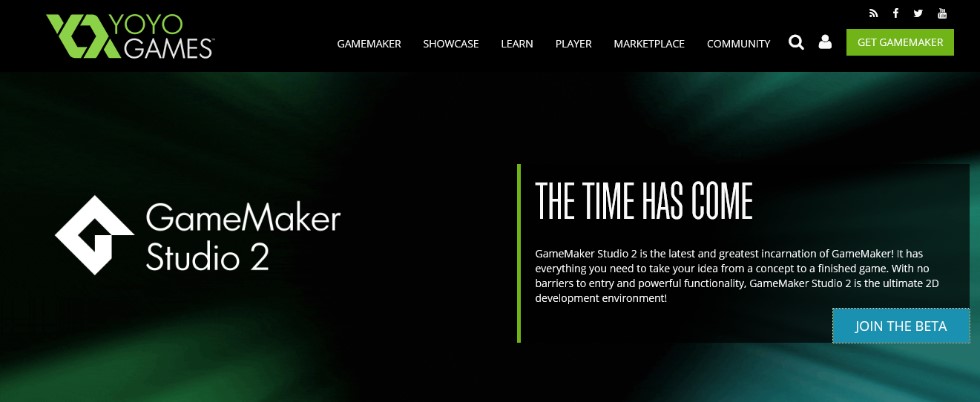 YOYO
GAMES™
GAMEMAKER SHOWCASE LEARN PLAYER MARKETPLACE COMMUNITY GET GAMEMAKER
GameMaker
Studio 2
THE TIME HAS COME
GameMaker Studio 2 is the latest and greatest incarnation of GameMaker! It has
everything you need to take your idea from a concept to a finished game. With no
barriers to entry and powerful functionality, GameMaker Studio 2 is the ultimate 2D
development environment!
JOIN THE BETA